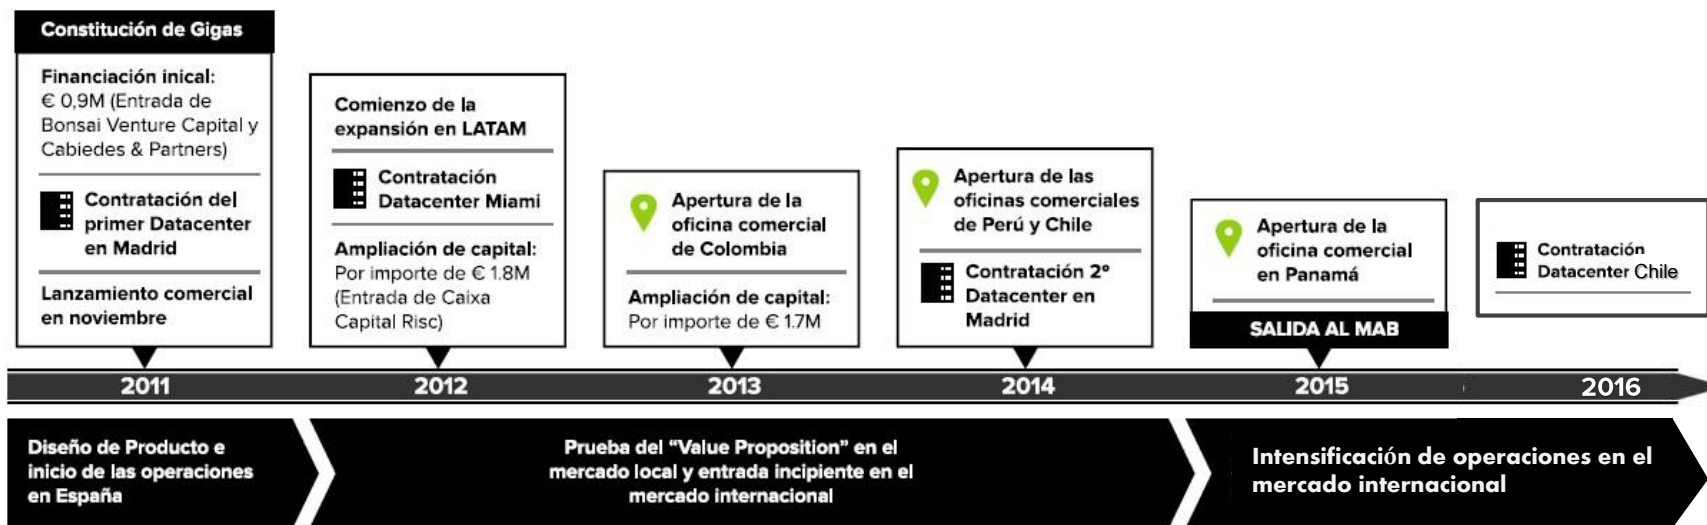 Constitución de Gigas
Financiación inical:
€ 0,9M (Entrada de
Bonsai Venture Capital y
Cabiedes & Partners)
Contratación del
primer Datacenter
en Madrid
Lanzamiento comercial
en noviembre
Comienzo de la
expansión en LATAM
Contratación
Datacenter Miami
Ampliación de capital:
Por importe de € 1.8M
(Entrada de Caixa
Capital Risc)
Apertura de la
oficina comercial
de Colombia
Ampliación de capital:
Por importe de € 1.7M
Apertura de las
oficinas comerciales
de Perú y Chile
Contratación 2º
Datacenter en
Madrid
Apertura de la
oficina comercial
en Panamá
SALIDA AL MAB
Contratación
Datacenter Chile
2011
2012
2013
2014
2015
2016
Diseño de Producto e
inicio de las operaciones
en España
Prueba del “Value Proposition” en el
mercado local y entrada incipiente en el
mercado internacional
Intensificación de operaciones en el
mercado internacional